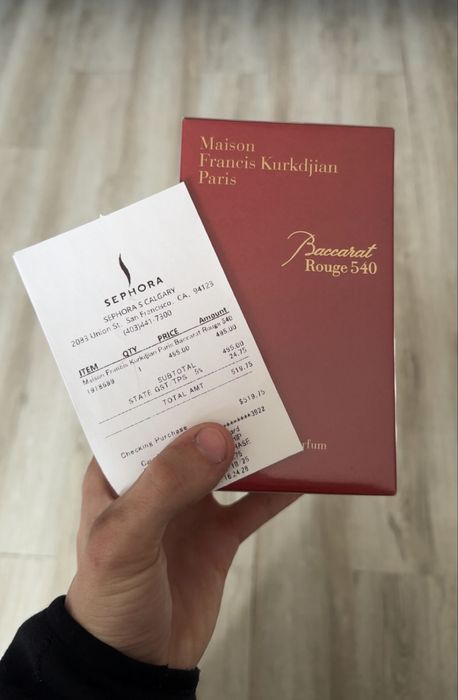 Maison
Francis Kurkdjian
Paris
Baccarat
Rouge 540
rfum
SEPHORA
SEPHORA S CALGARY
2083 Union St. San Francisco, CA, 94123
(403)441-7300
ITEM QTY PRICE Amount
Maison Francis Kurkdjian Paris Baccarat Rouge 540
1978689 1 495.00 495.00
SUBTOTAL 495.00
STATE GST TPS 5% 24.75
TOTAL AMT 519.75
$519.75
Checking Purchase ********3822